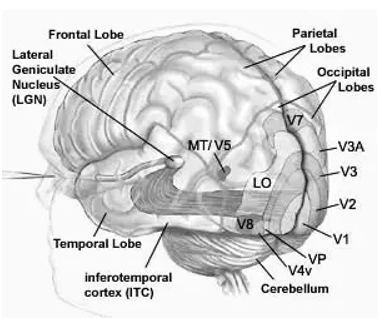 Frontal Lobe
Parietal
Lobes
Lateral
Geniculate
Nucleus
(LGN)
Occipital
Lobes
V7
MT/ V5
V3A
V3
LO
V2
V8
V1
Temporal Lobe
VP
V4v
inferotemporal
cortex (ITC)
Cerebellum